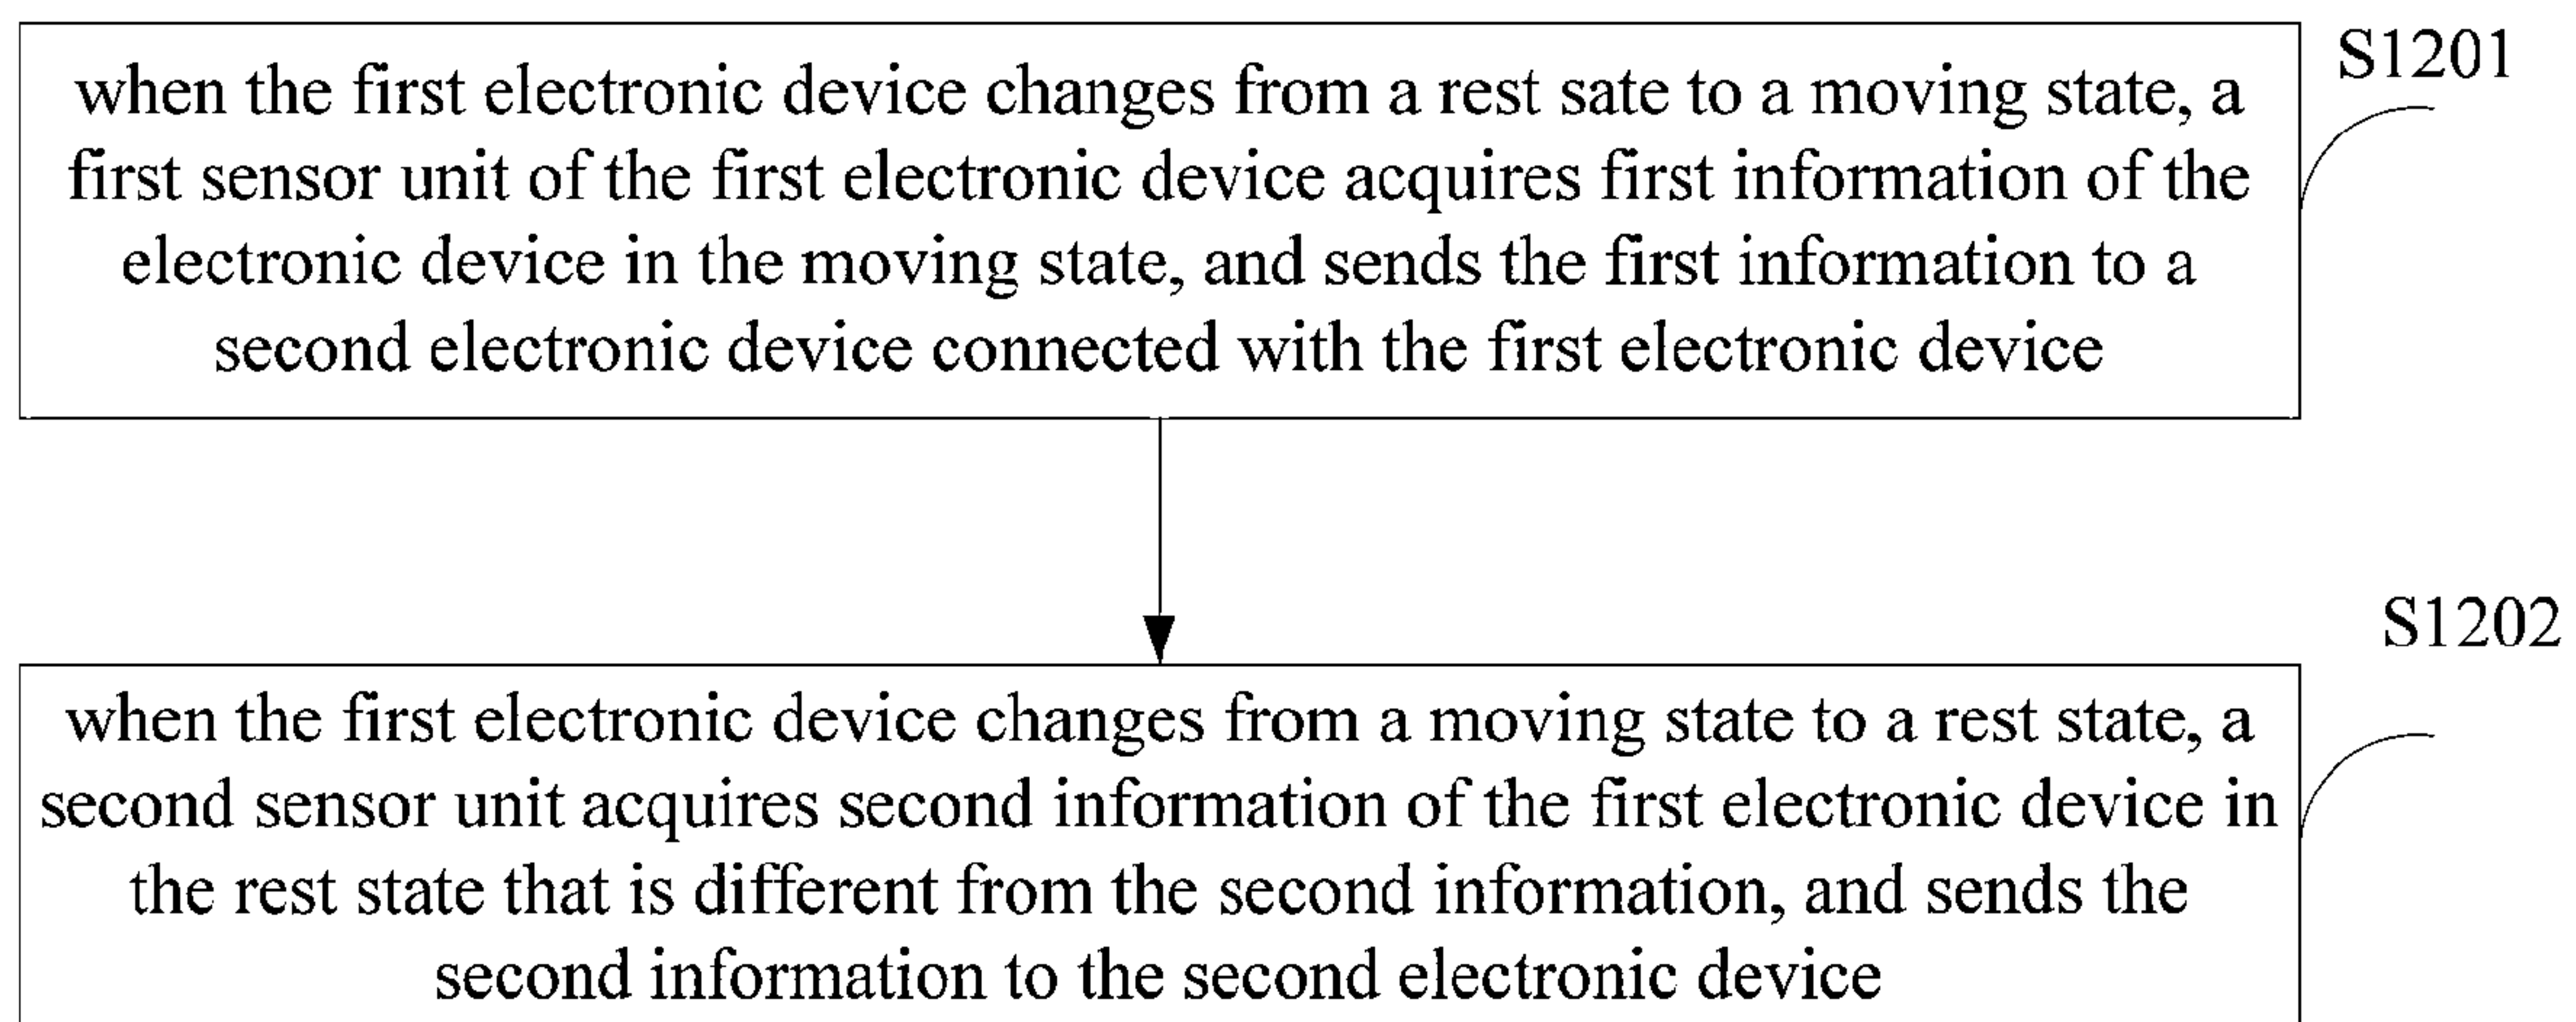 when the first electronic device changes from a rest sate to a moving state, a
first sensor unit of the first electronic device acquires first information of the
electronic device in the moving state, and sends the first information to a
second electronic device connected with the first electronic device
S1201
when the first electronic device changes from a moving state to a rest state, a
second sensor unit acquires second information of the first electronic device in
the rest state that is different from the second information, and sends the
second information to the second electronic device
S1202